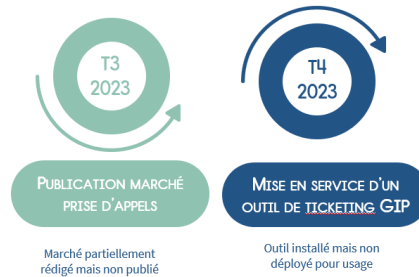 T3
2023
PUBLICATION MARCHÉ
PRISE D'APPELS
Marché partiellement
rédigé mais non publié
T4
2023
MISE EN SERVICE D'UN
OUTIL DE TICKETING GIP
Outil installé mais non
déployé pour usage